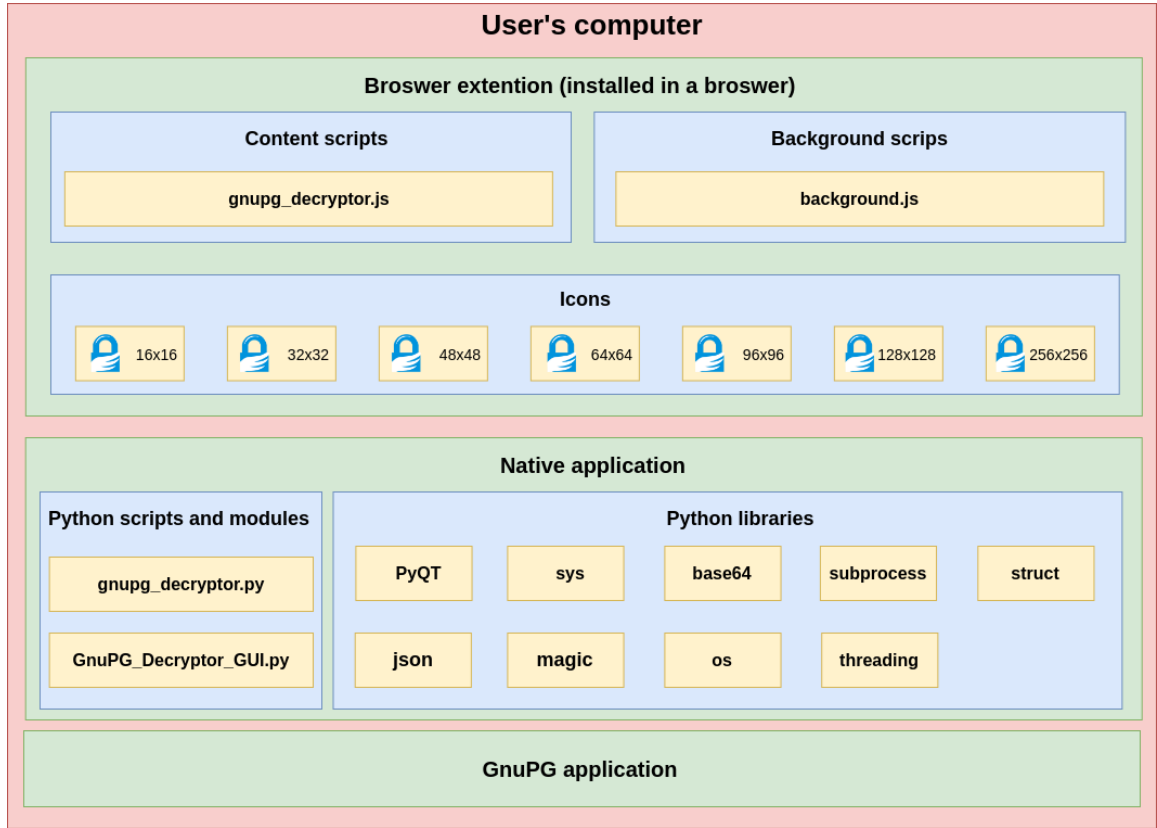 User's computer
Broswer extention (installed in a broswer)
Content scripts
gnupg_decryptor.js
Background scrips
background.js
Icons
16x16
32x32
48x48
64x64
96x96
128x128
256x256
Native application
Python scripts and modules
gnupg_decryptor.py
GnuPG_Decryptor_GUI.py
Python libraries
PyQT
sys
base64
subprocess
struct
json
magic
os
threading
GnuPG application